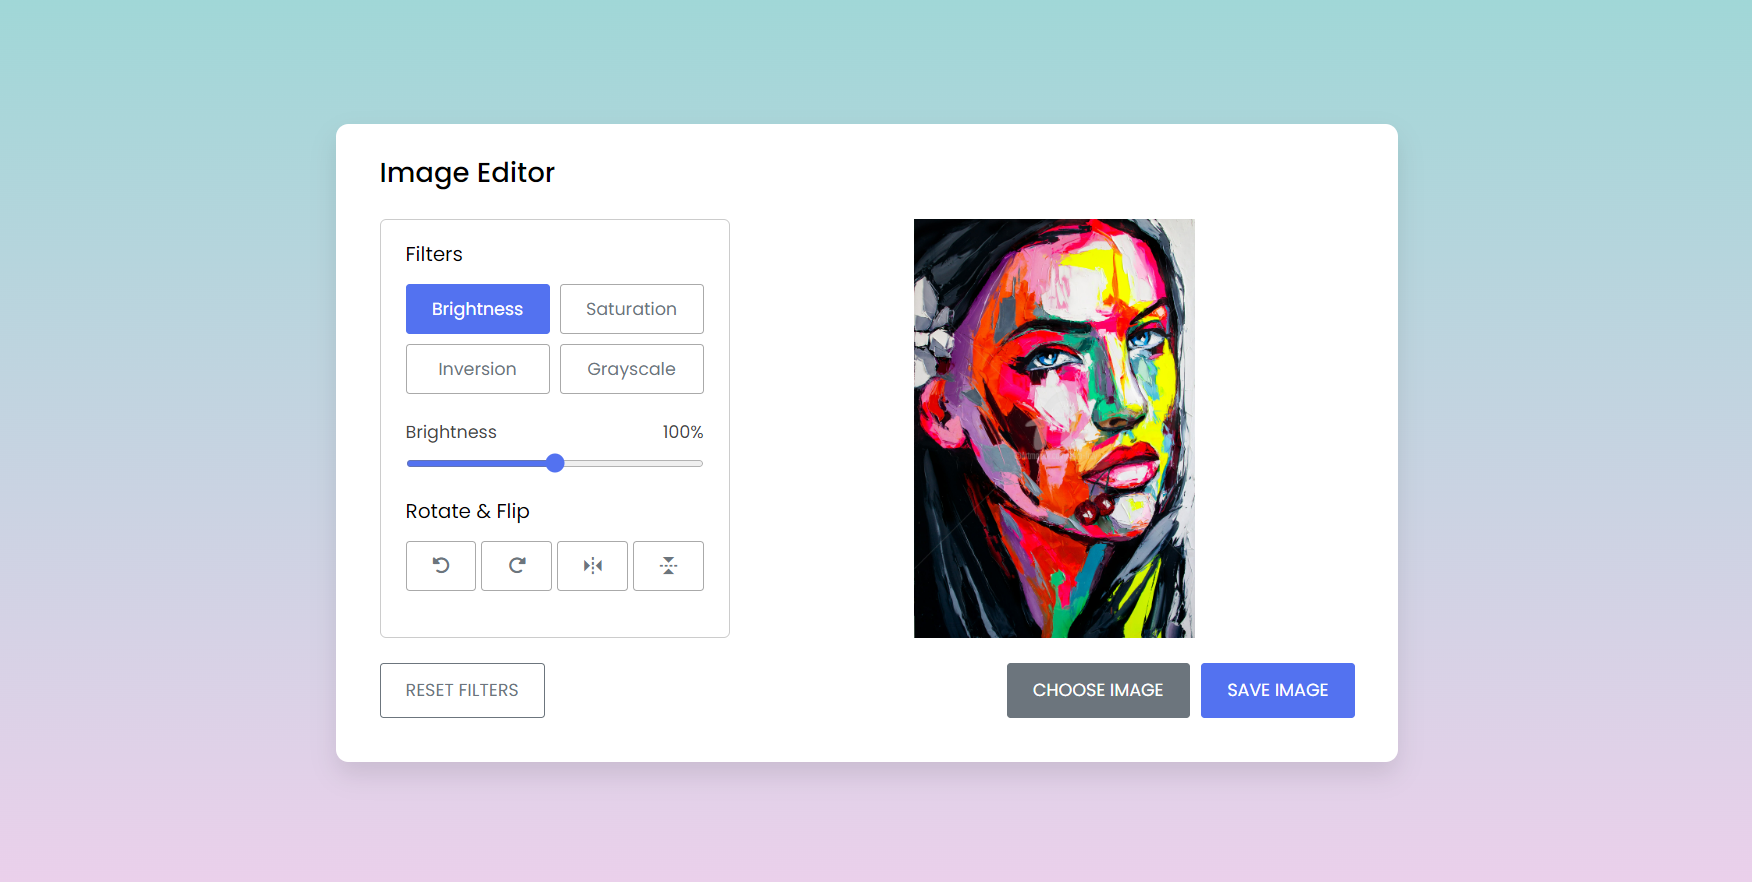 Image Editor
Filters
Brightness
Saturation
Inversion
Grayscale
Brightness 100%
Rotate & Flip
RESET FILTERS
CHOOSE IMAGE
SAVE IMAGE